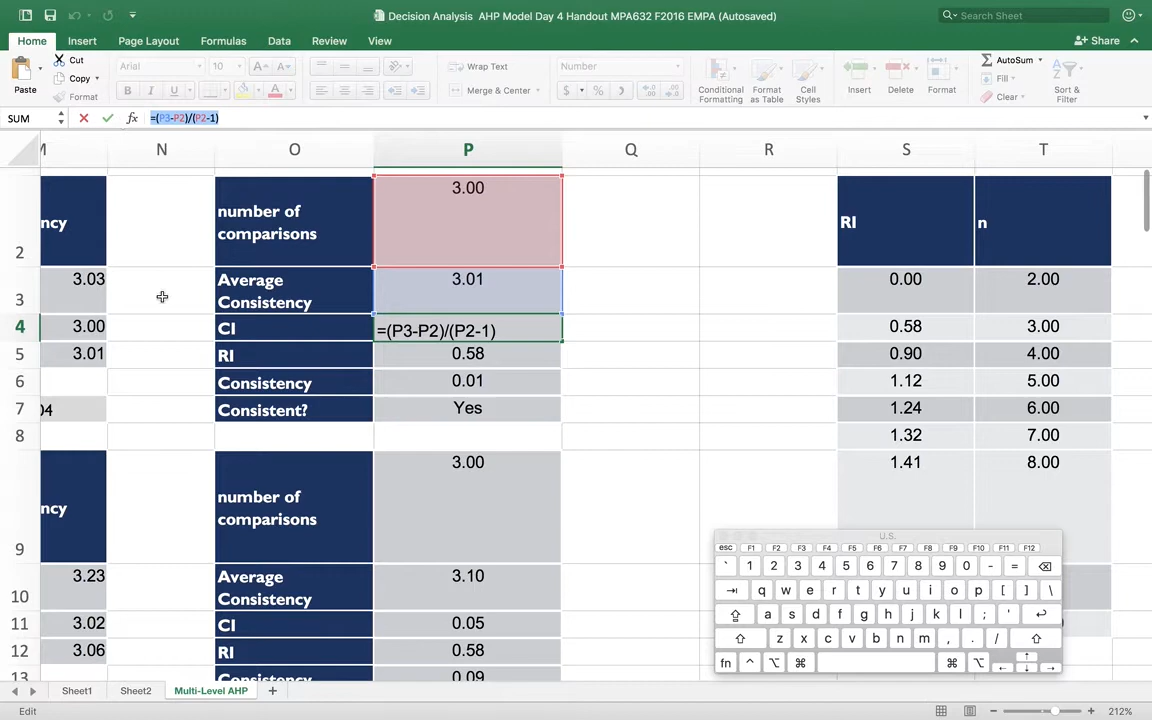 Decision Analysis AHP Model Day 4 Handout MPA632 F2016 EMPA (Autosaved)
Search Sheet
Home Insert Page Layout Formulas Data Review View
Share
Paste
Cut
Copy
Format
Arial 10
Wrap Text
Merge & Center
Number
Conditional Formatting
Format as Table
Cell Styles
Insert
Delete
Format
AutoSum
Fill
Clear
Sort & Filter
SUM fx =(P3-P2)/(P2-1)
M N O P Q R S T
2 ncy number of comparisons 3.00 RI n
3 3.03 Average Consistency 3.01 0.00 2.00
4 3.00 CI =(P3-P2)/(P2-1) 0.58 3.00
5 3.01 RI 0.58 0.90 4.00
6 Consistency 0.01 1.12 5.00
7 04 Consistent? Yes 1.24 6.00
8 1.32 7.00
9 ncy number of comparisons 3.00 1.41 8.00
10 3.23 Average Consistency 3.10
11 3.02 CI 0.05
12 3.06 RI 0.58
13 Consistency 0.09
U.S.
esc F1 F2 F3 F4 F5 F6 F7 F8 F9 F10 F11 F12
` 1 2 3 4 5 6 7 8 9 0 - =
q w e r t y u i o p [ ] \
a s d f g h j k l ; '
z x c v b n m , . /
fn ^ ⌥ ⌘ ⌘ ⌥
Sheet1 Sheet2 Multi-Level AHP +
Edit 212%